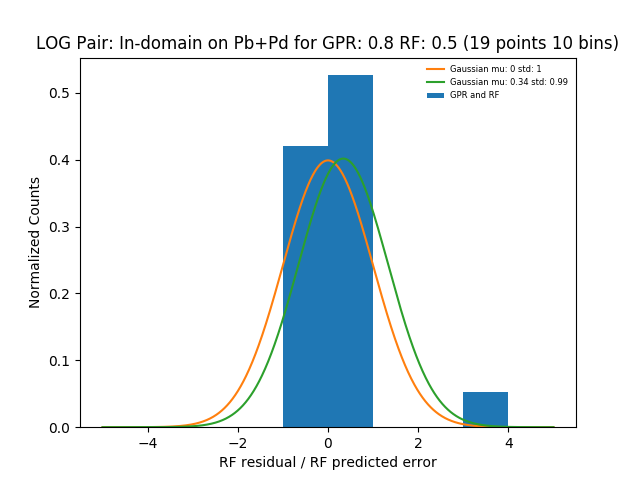 LOG Pair: In-domain on Pb+Pd for GPR: 0.8 RF: 0.5 (19 points 10 bins)
Gaussian mu: 0 std: 1
Gaussian mu: 0.34 std: 0.99
GPR and RF
Normalized Counts
0.5
0.4
0.3
0.2
0.1
0.0
−4 −2 0 2 4
RF residual / RF predicted error